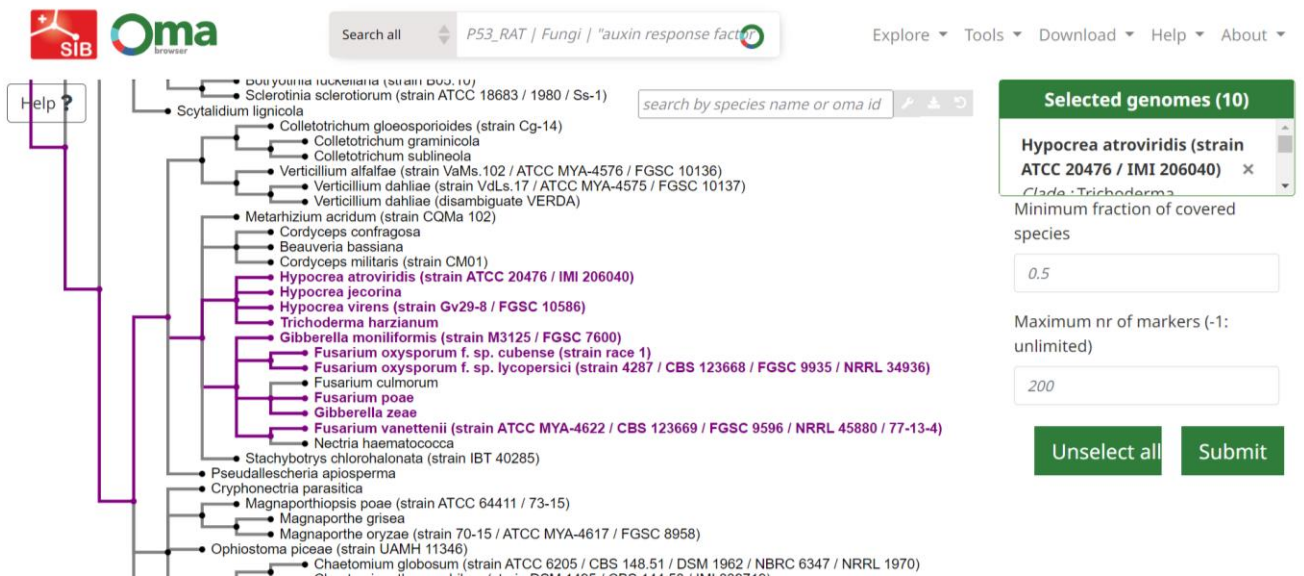 SIB
Oma
browser
Search all
P53_RAT | Fungi | "auxin response factor
Explore
Tools
Download
Help
About
Help ?
Botryotinia fuckeliana (strain B05.10)
Sclerotinia sclerotiorum (strain ATCC 18683 / 1980 / Ss-1)
search by species name or oma id
Scytalidium lignicola
Colletotrichum gloeosporioides (strain Cg-14)
Colletotrichum graminicola
Colletotrichum sublineola
Verticillium alfalfae (strain VaMs.102 / ATCC MYA-4576 / FGSC 10136)
Verticillium dahliae (strain VdLs.17 / ATCC MYA-4575 / FGSC 10137)
Verticillium dahliae (disambiguate VERDA)
Metarhizium acridum (strain CQMa 102)
Cordyceps confragosa
Beauveria bassiana
Cordyceps militaris (strain CM01)
Hypocrea atroviridis (strain ATCC 20476 / IMI 206040)
Hypocrea jecorina
Hypocrea virens (strain Gv29-8 / FGSC 10586)
Trichoderma harzianum
Gibberella moniliformis (strain M3125 / FGSC 7600)
Fusarium oxysporum f. sp. cubense (strain race 1)
Fusarium oxysporum f. sp. lycopersici (strain 4287 / CBS 123668 / FGSC 9935 / NRRL 34936)
Fusarium culmorum
Fusarium poae
Gibberella zeae
Fusarium vanettenii (strain ATCC MYA-4622 / CBS 123669 / FGSC 9596 / NRRL 45880 / 77-13-4)
Nectria haematococca
Stachybotrys chlorohalonata (strain IBT 40285)
Pseudallescheria apiosperma
Cryphonectria parasitica
Magnaporthiopsis poae (strain ATCC 64411 / 73-15)
Magnaporthe grisea
Magnaporthe oryzae (strain 70-15 / ATCC MYA-4617 / FGSC 8958)
Ophiostoma piceae (strain UAMH 11346)
Chaetomium globosum (strain ATCC 6205 / CBS 148.51 / DSM 1962 / NBRC 6347 / NRRL 1970)
Selected genomes (10)
Hypocrea atroviridis (strain
ATCC 20476 / IMI 206040) ×
Clade : Trichoderma
Minimum fraction of covered
species
0.5
Maximum nr of markers (-1:
unlimited)
200
Unselect all
Submit